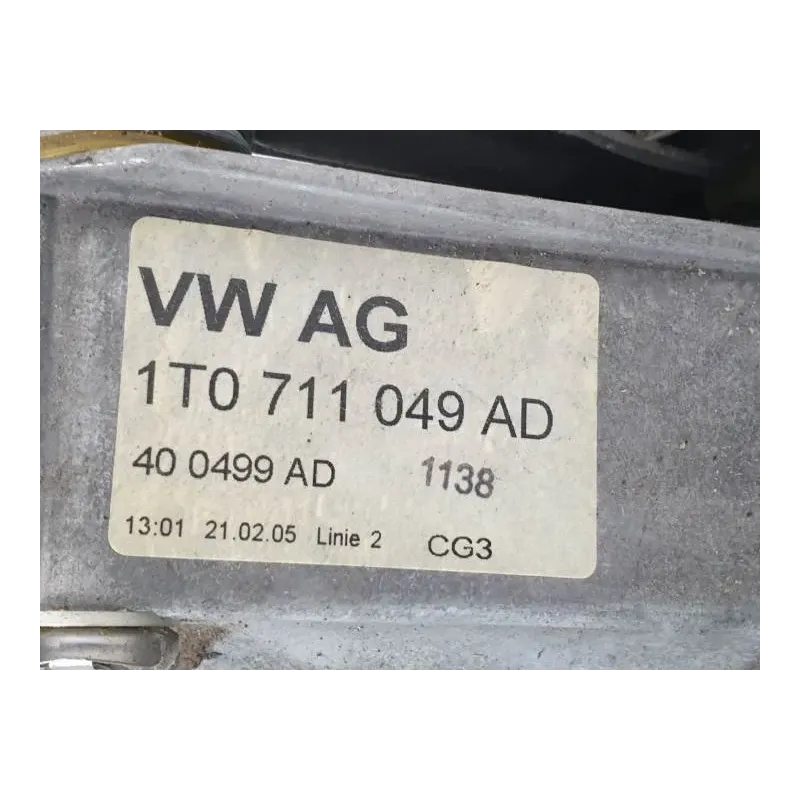 VW AG
1T0 711 049 AD
40 0499 AD 1138
13:01 21.02.05 Linie 2 CG3